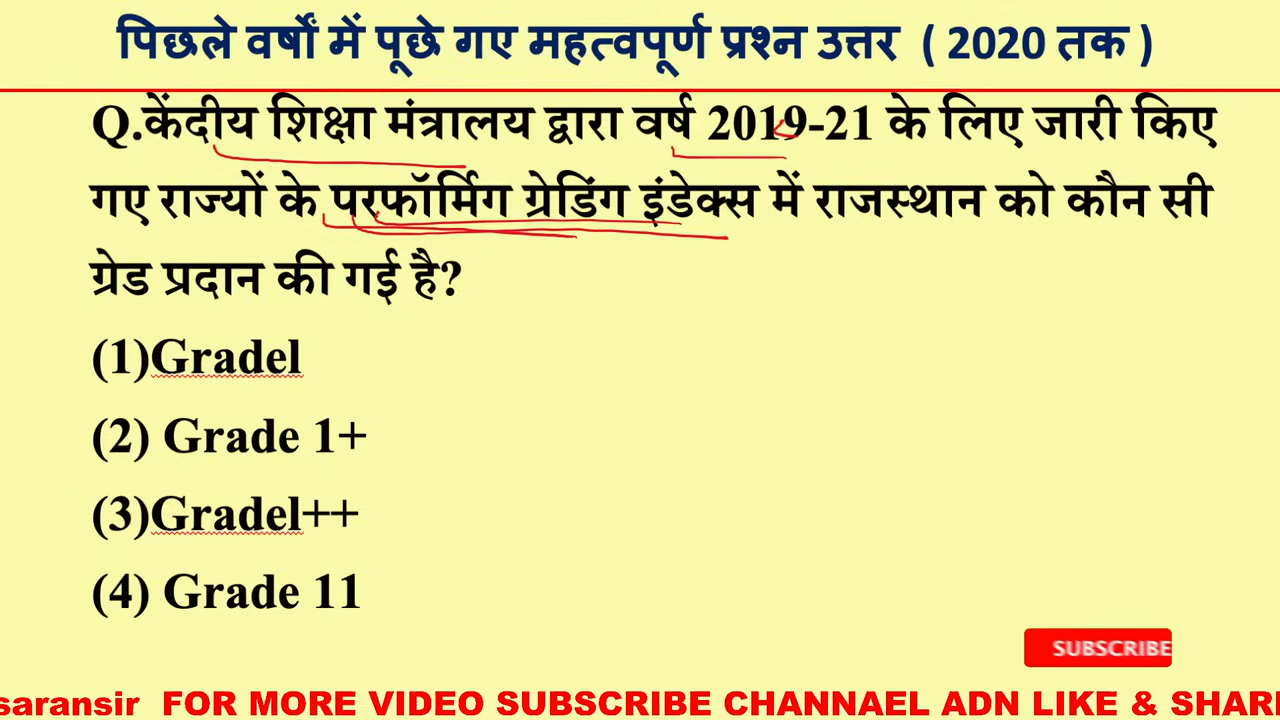 पिछले वर्षों में पूछे गए महत्वपूर्ण प्रश्न उत्तर ( 2020 तक )
Q.केंदीय शिक्षा मंत्रालय द्वारा वर्ष 2019-21 के लिए जारी किए
गए राज्यों के परफॉर्मिग ग्रेडिंग इंडेक्स में राजस्थान को कौन सी
ग्रेड प्रदान की गई है?
(1)Gradel
(2) Grade 1+
(3)Gradel++
(4) Grade 11
SUBSCRIBE
saransir FOR MORE VIDEO SUBSCRIBE CHANNAEL ADN LIKE & SHAR